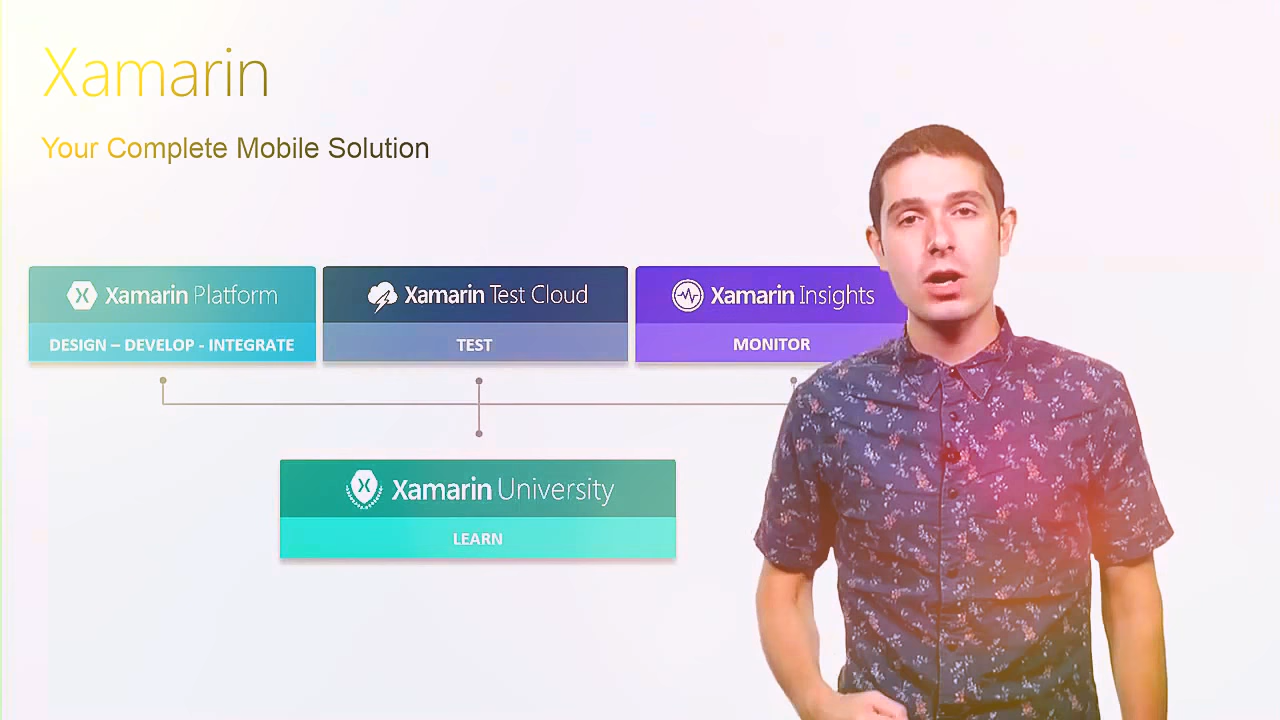 Xamarin
Your Complete Mobile Solution
Xamarin Platform
DESIGN – DEVELOP - INTEGRATE
Xamarin Test Cloud
TEST
Xamarin Insights
MONITOR
Xamarin University
LEARN